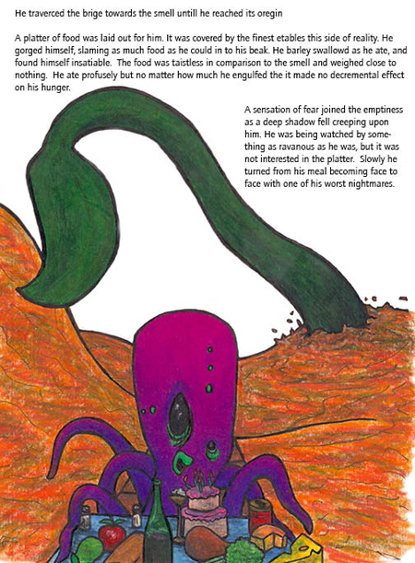 He traverced the brige towards the smell untill he reached its oregin
A platter of food was laid out for him. It was covered by the finest etables this side of reality. He
gorged himself, slaming as much food as he could in to his beak. He barley swallowd as he ate, and
found himself insatiable.  The food was taistless in comparison to the smell and weighed close to
nothing.  He ate profusely but no matter how much he engulfed the it made no decremental effect
on his hunger.
A sensation of fear joined the emptiness
as a deep shadow fell creeping upon
him. He was being watched by some-
thing as ravanous as he was, but it was
not interested in the platter.  Slowly he
turned from his meal becoming face to
face with one of his worst nightmares.